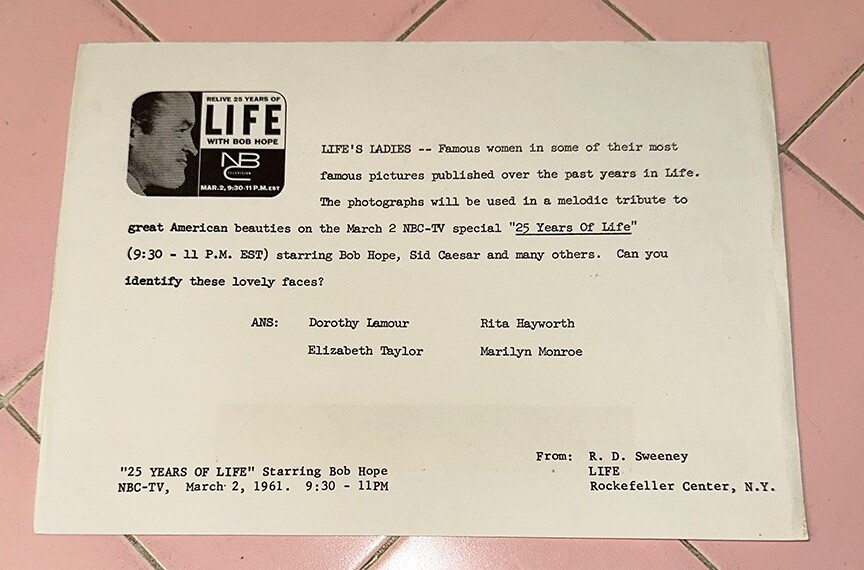 RELIVE 25 YEARS OF
LIFE
WITH BOB HOPE
NBC
TELEVISION
MAR. 2, 9:30-11 P.M. EST
LIFE'S LADIES -- Famous women in some of their most
famous pictures published over the past years in Life.
The photographs will be used in a melodic tribute to
great American beauties on the March 2 NBC-TV special "25 Years Of Life"
(9:30 - 11 P.M. EST) starring Bob Hope, Sid Caesar and many others. Can you
identify these lovely faces?
ANS: Dorothy Lamour Rita Hayworth
Elizabeth Taylor Marilyn Monroe
"25 YEARS OF LIFE" Starring Bob Hope
NBC-TV, March 2, 1961. 9:30 - 11PM
From: R. D. Sweeney
LIFE
Rockefeller Center, N.Y.